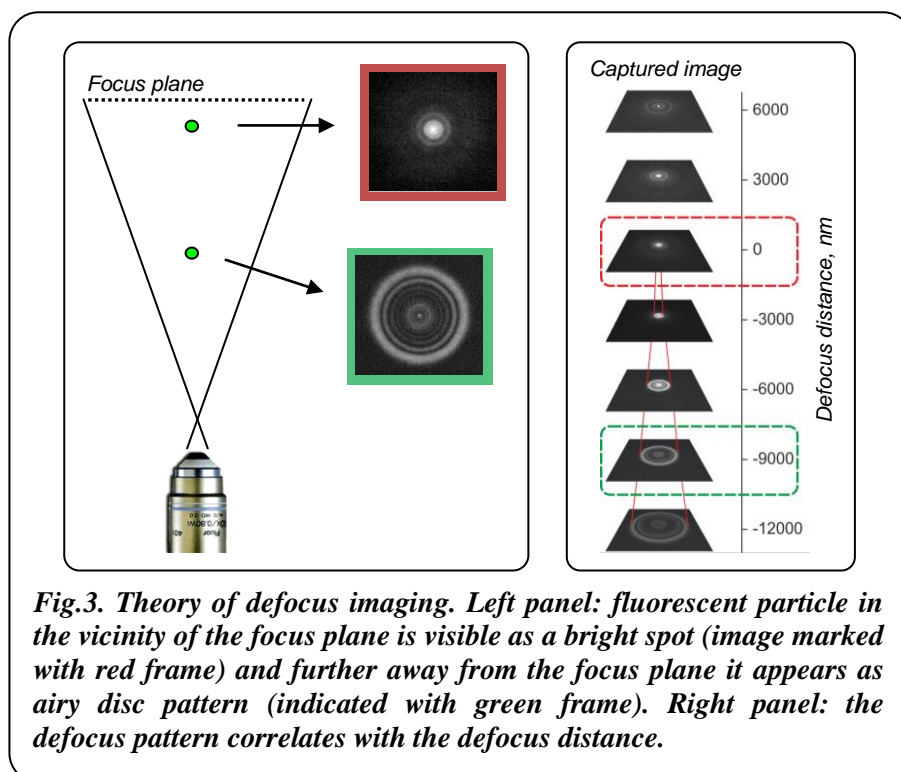 Focus plane
Captured image
6000
3000
0
-3000
-6000
-9000
-12000
Defocus distance, nm
Fluor
Fig.3. Theory of defocus imaging. Left panel: fluorescent particle in
the vicinity of the focus plane is visible as a bright spot (image marked
with red frame) and further away from the focus plane it appears as
airy disc pattern (indicated with green frame). Right panel: the
defocus pattern correlates with the defocus distance.